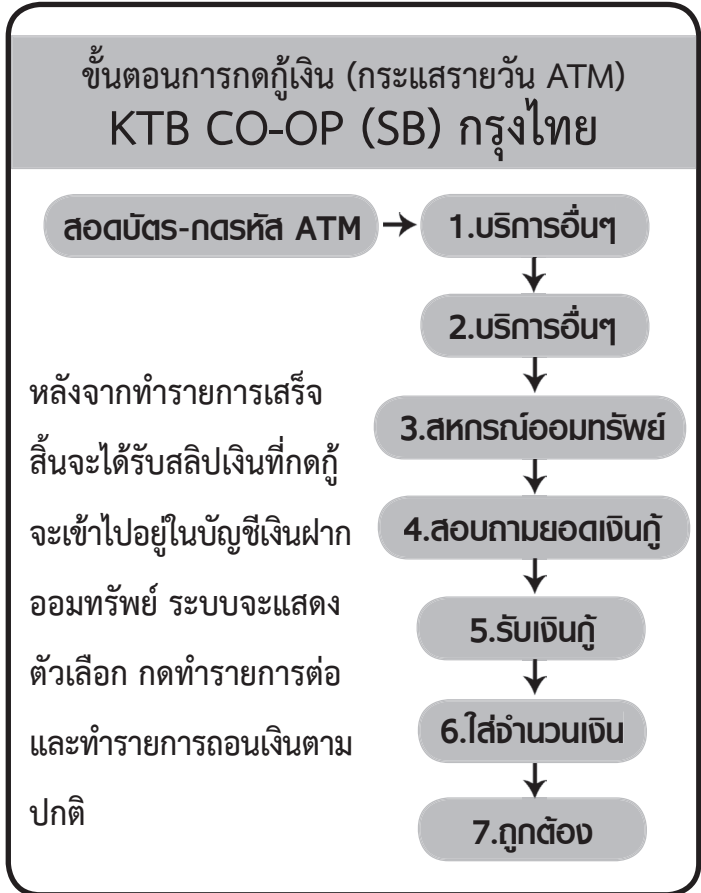 ขั้นตอนการกดกู้เงิน (กระแสรายวัน ATM)
KTB CO-OP (SB) กรุงไทย
สอดบัตร-กดรหัส ATM
1.บริการอื่นๆ
2.บริการอื่นๆ
3.สหกรณ์ออมทรัพย์
4.สอบถามยอดเงินกู้
5.รับเงินกู้
6.ใส่จำนวนเงิน
7.ถูกต้อง
หลังจากทำรายการเสร็จ
สิ้นจะได้รับสลิปเงินที่กดกู้
จะเข้าไปอยู่ในบัญชีเงินฝาก
ออมทรัพย์ ระบบจะแสดง
ตัวเลือก กดทำรายการต่อ
และทำรายการถอนเงินตาม
ปกติ